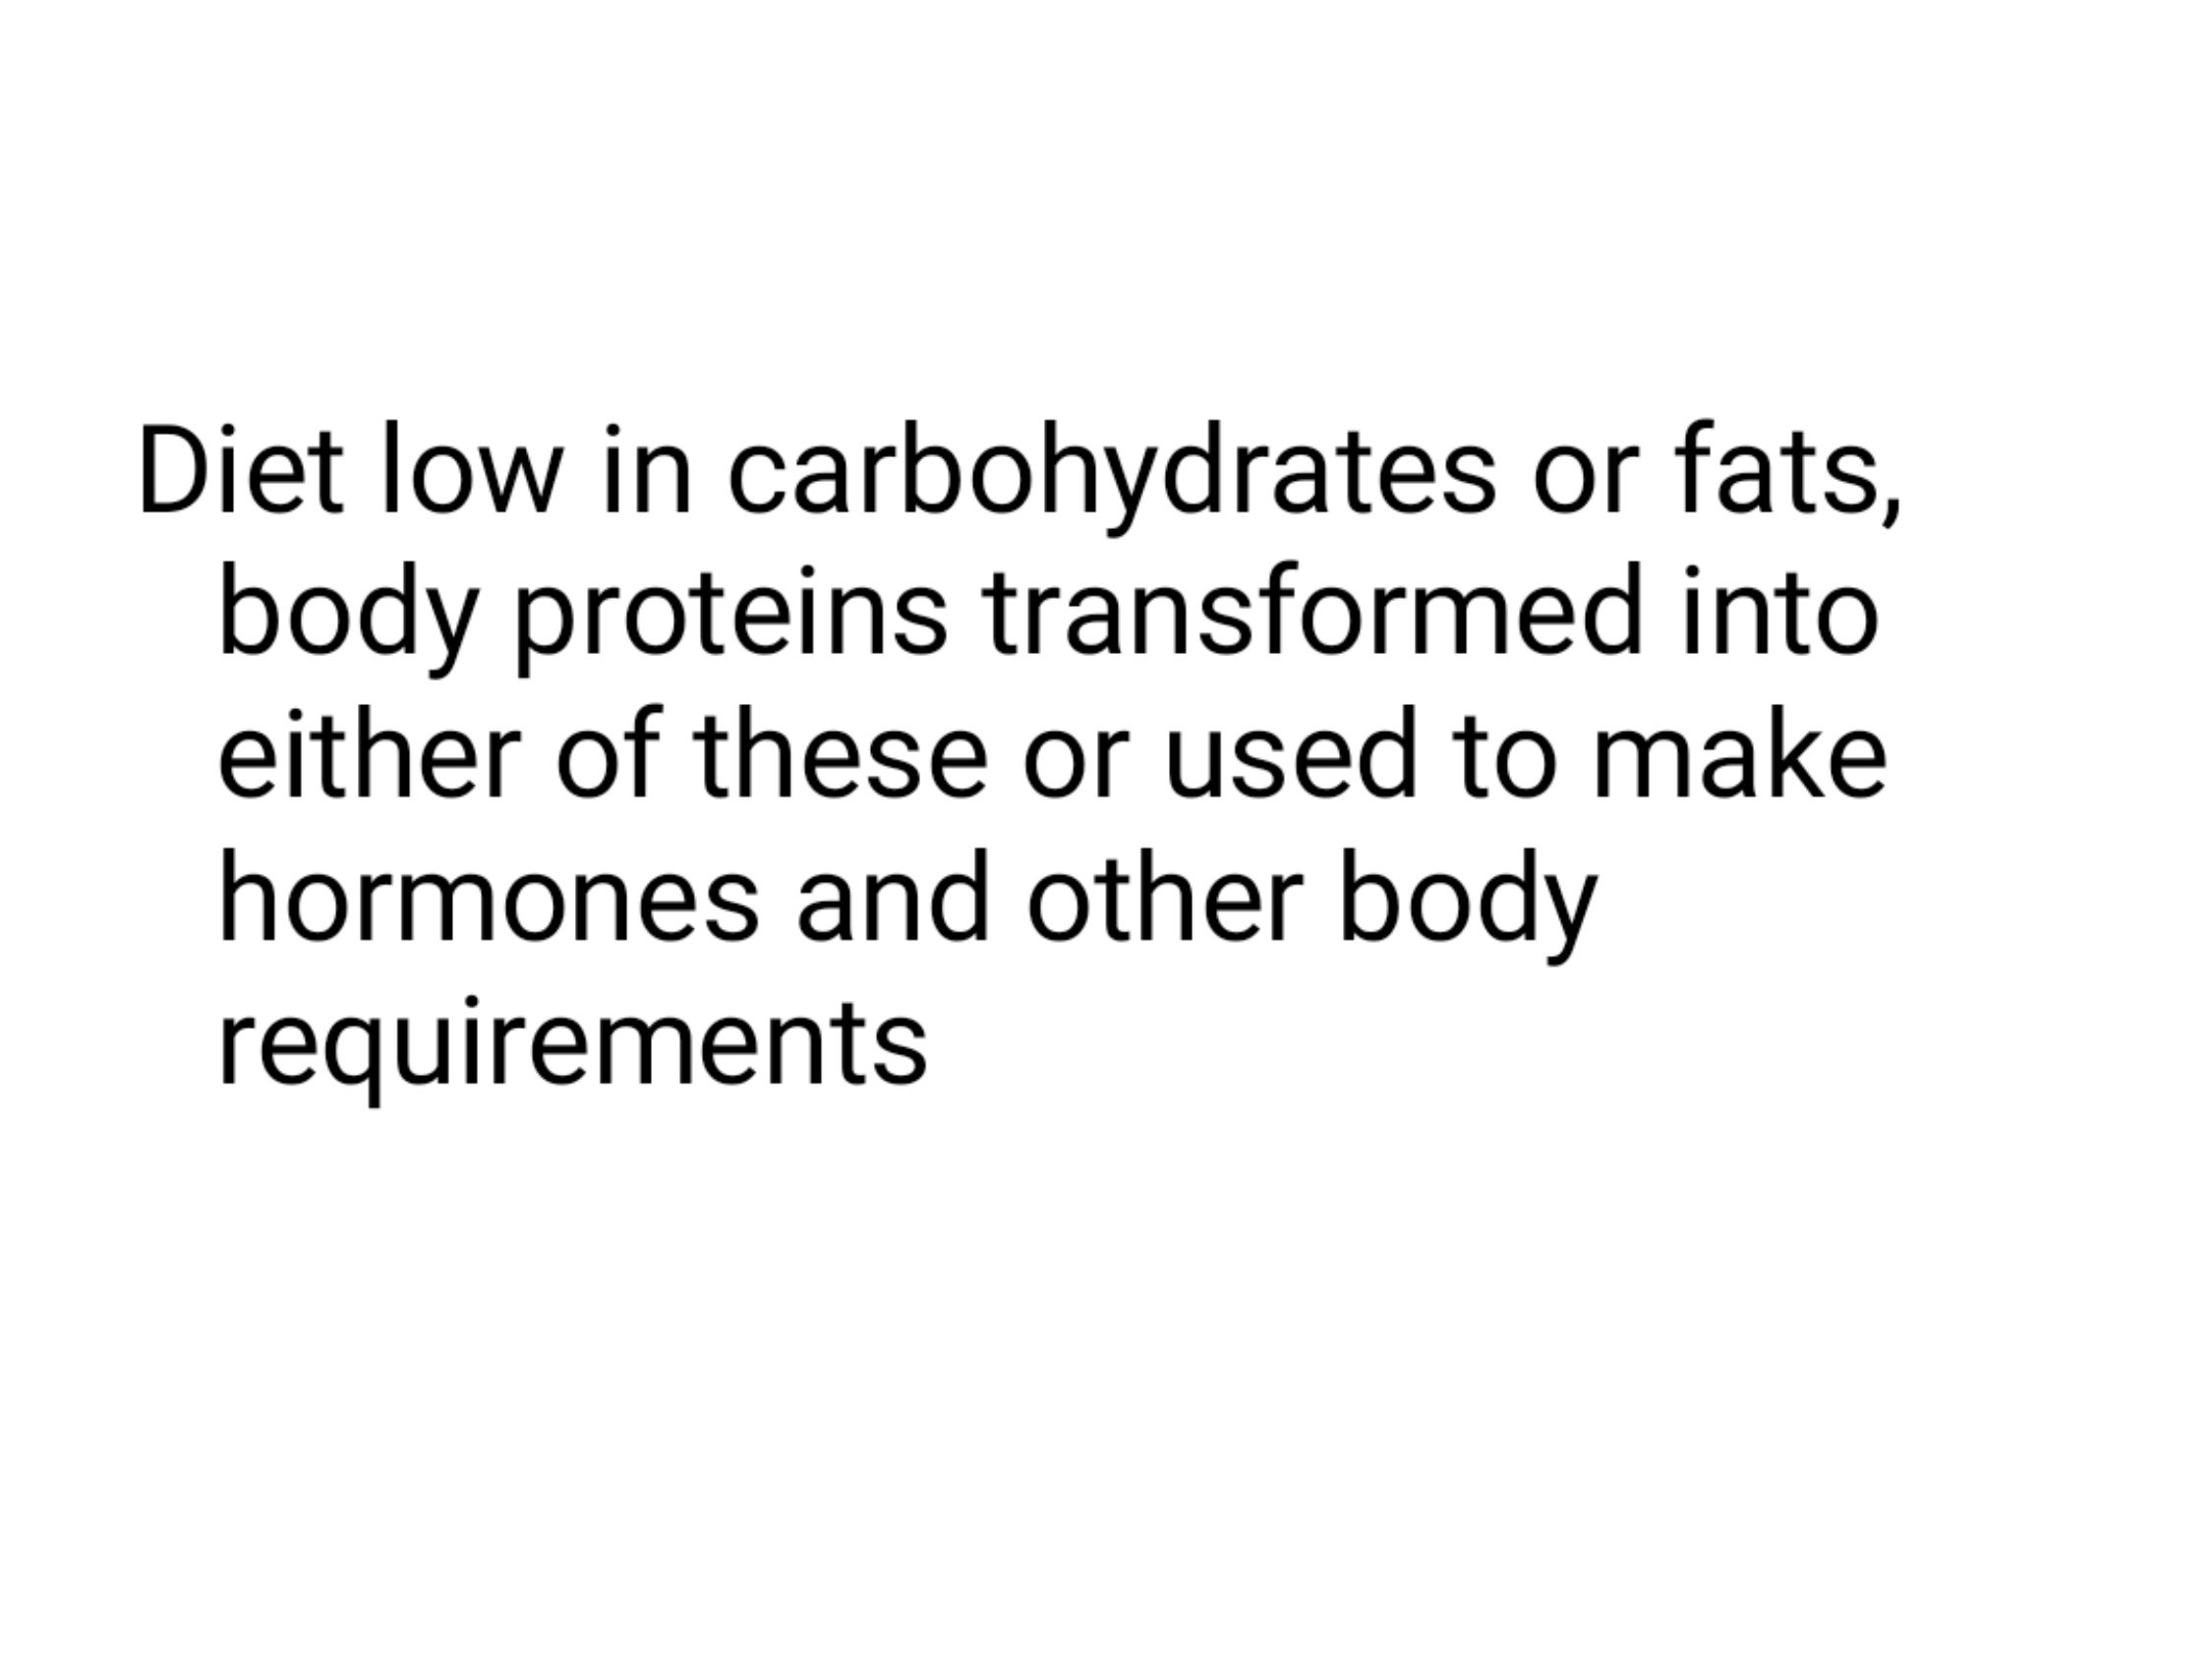 Diet low in carbohydrates or fats,
body proteins transformed into
either of these or used to make
hormones and other body
requirements